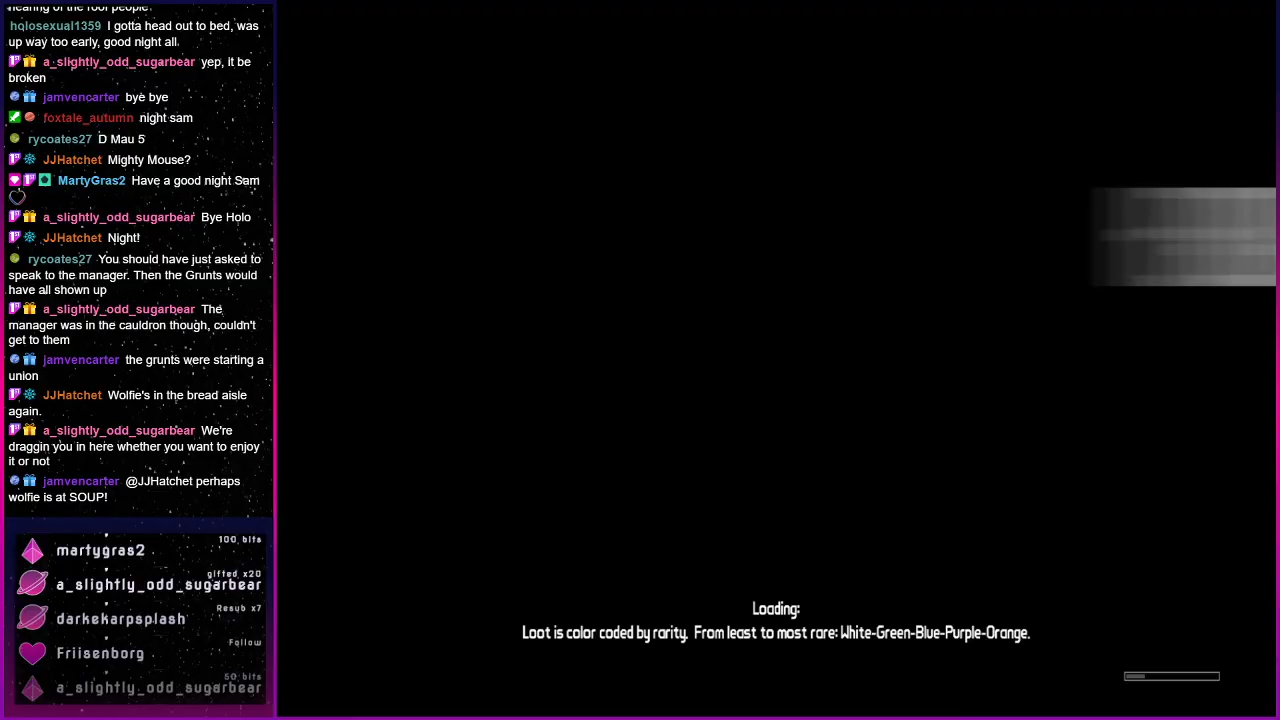 hearing of the roof people
holosexual1359 I gotta head out to bed, was
up way too early, good night all
a_slightly_odd_sugarbear yep, it be
broken
jamvencarter bye bye
foxtale_autumn night sam
rycoates27 D Mau 5
JJHatchet Mighty Mouse?
MartyGras2 Have a good night Sam
a_slightly_odd_sugarbear Bye Holo
JJHatchet Night!
rycoates27 You should have just asked to
speak to the manager. Then the Grunts would
have all shown up
a_slightly_odd_sugarbear The
manager was in the cauldron though, couldn't
get to them
jamvencarter the grunts were starting a
union
JJHatchet Wolfie's in the bread aisle
again.
a_slightly_odd_sugarbear We're
draggin you in here whether you want to enjoy
it or not
jamvencarter @JJHatchet perhaps
wolfie is at SOUP!
100 bits
martygras2
gifted x20
a_slightly_odd_sugarbear
Resub x7
darkekarpsplash
Follow
Friisenborg
50 bits
a_slightly_odd_sugarbear
Loading:
Loot is color coded by rarity. From least to most rare: White-Green-Blue-Purple-Orange.